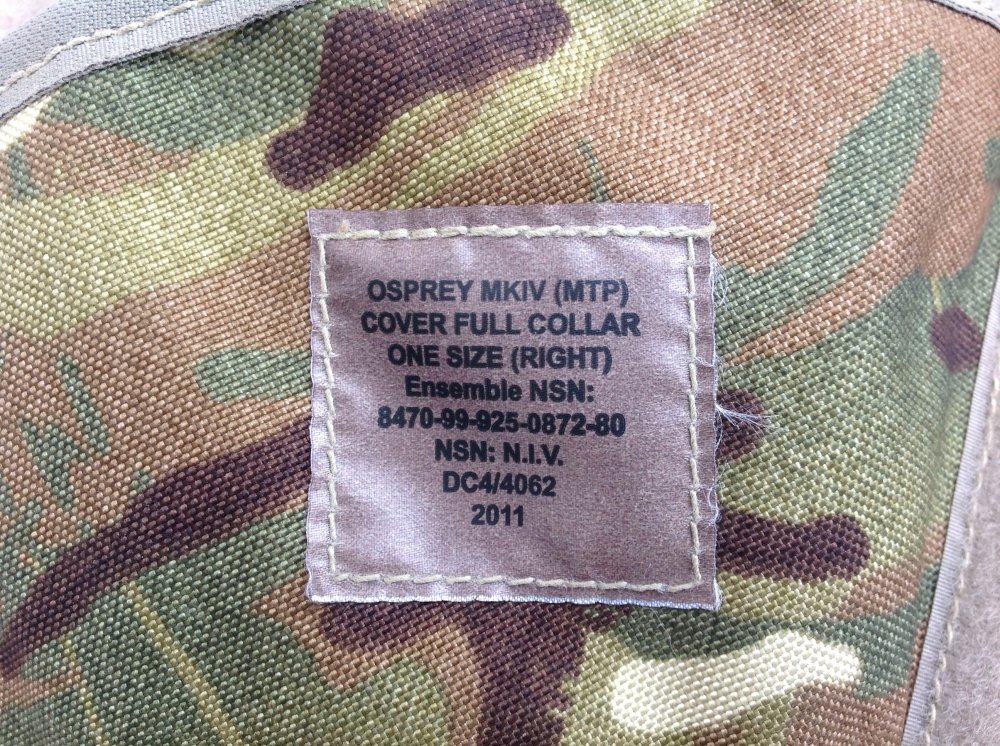 OSPREY MKIV (MTP)
COVER FULL COLLAR
ONE SIZE (RIGHT)
Ensemble NSN:
8470-99-925-0872-80
NSN: N.I.V.
DC4/4062
2011